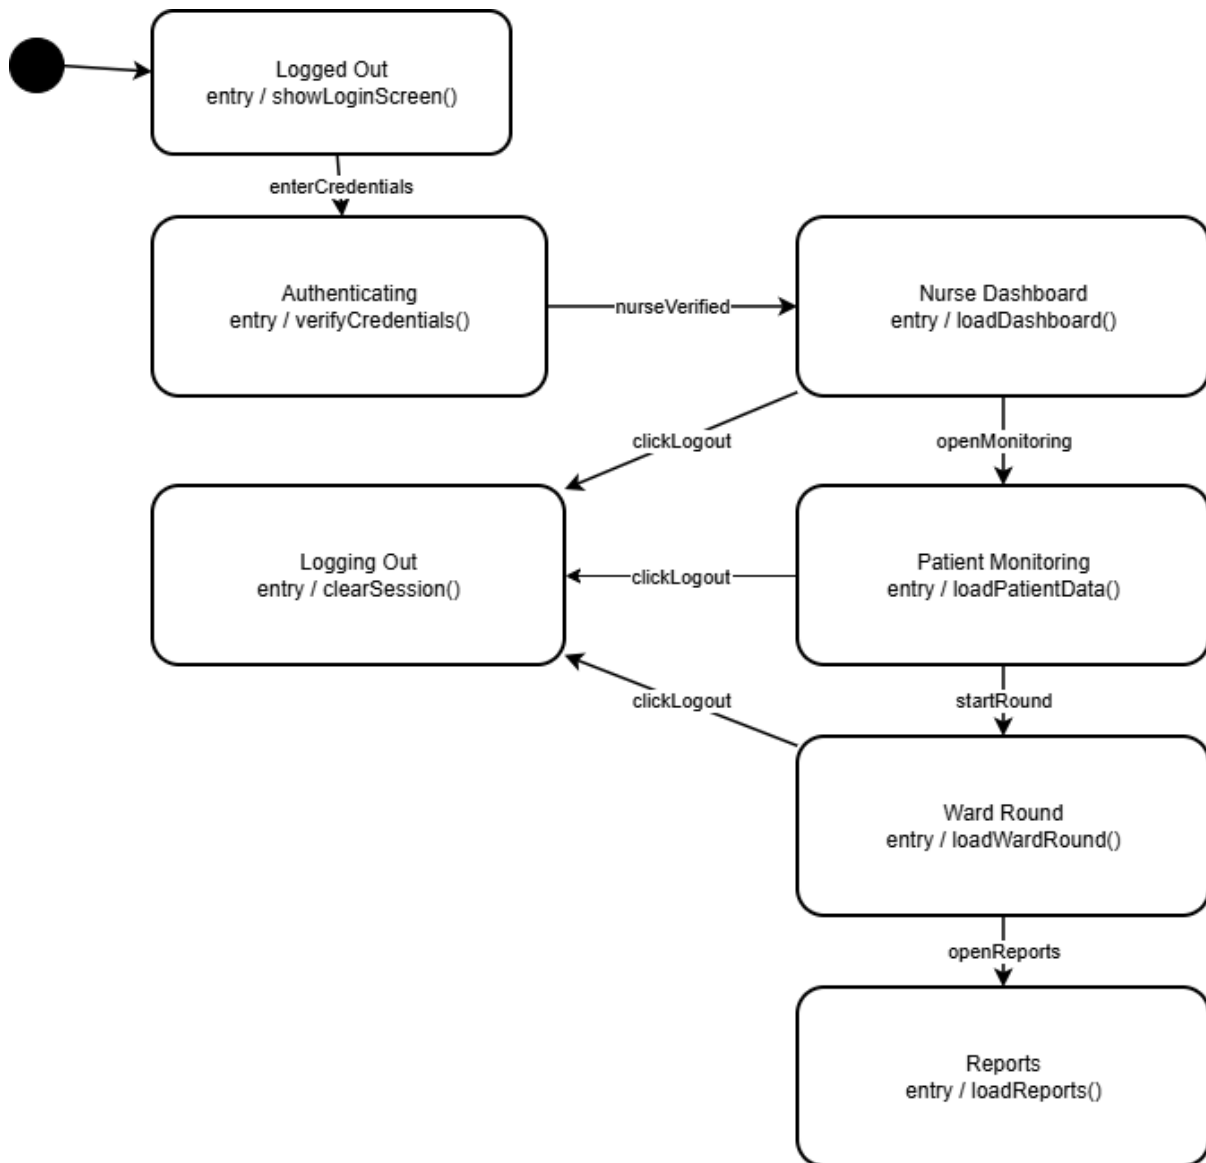 Logged Out
entry / showLoginScreen()
enterCredentials
Authenticating
entry / verifyCredentials()
nurseVerified
Nurse Dashboard
entry / loadDashboard()
clickLogout
openMonitoring
Logging Out
entry / clearSession()
clickLogout
Patient Monitoring
entry / loadPatientData()
clickLogout
startRound
Ward Round
entry / loadWardRound()
openReports
Reports
entry / loadReports()